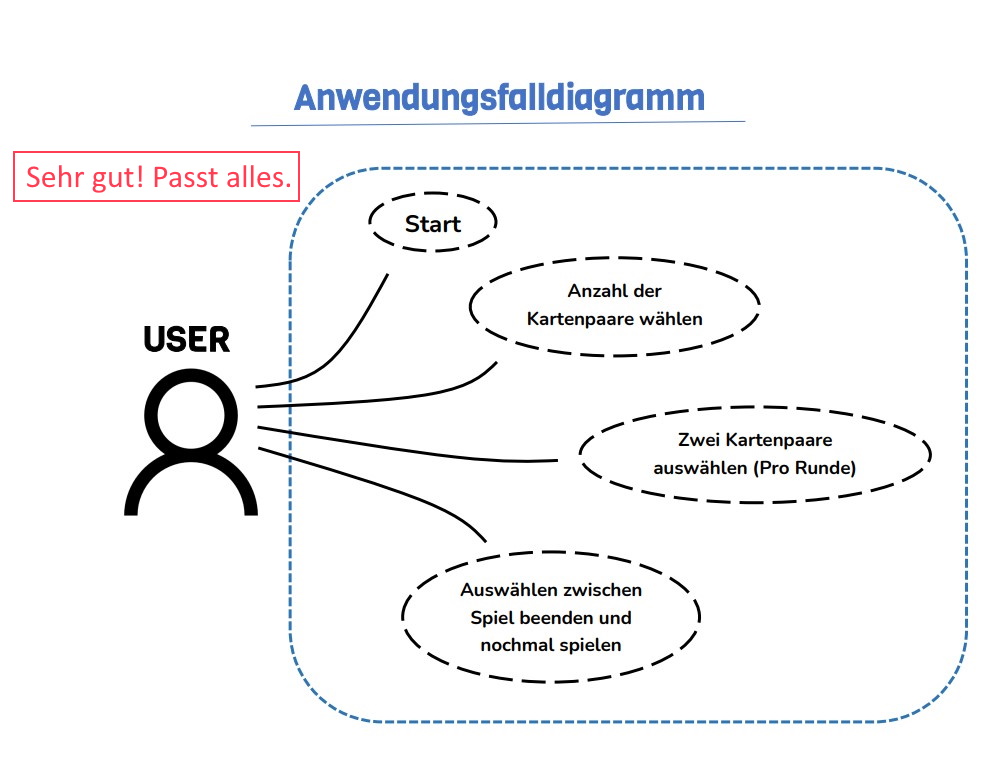 Anwendungsfalldiagramm
Sehr gut! Passt alles.
Start
Anzahl der
Kartenpaare wählen
USER
Zwei Kartenpaare
auswählen (Pro Runde)
Auswählen zwischen
Spiel beenden und
nochmal spielen